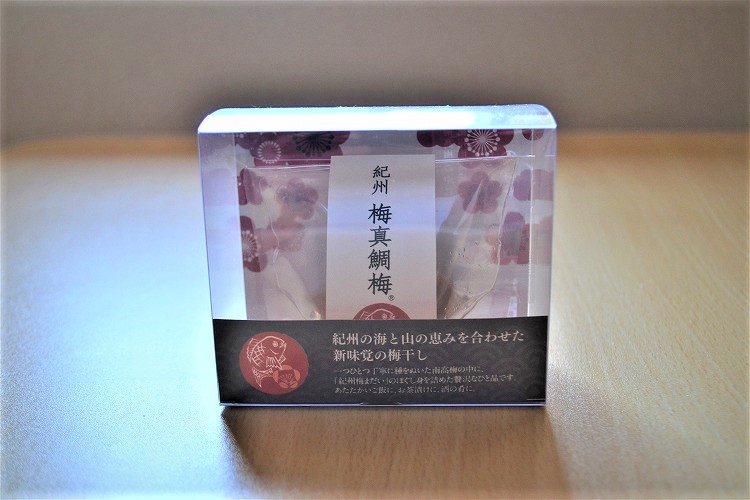 紀州
梅真鯛梅®
紀州の海と山の恵みを合わせた
新味覚の梅干し
一つひとつ丁寧に種をぬいた南高梅の中に、
「紀州梅まだい」のほぐし身を詰めた贅沢なひと品です。
あたたかいご飯に、お茶漬けに、酒の肴に。